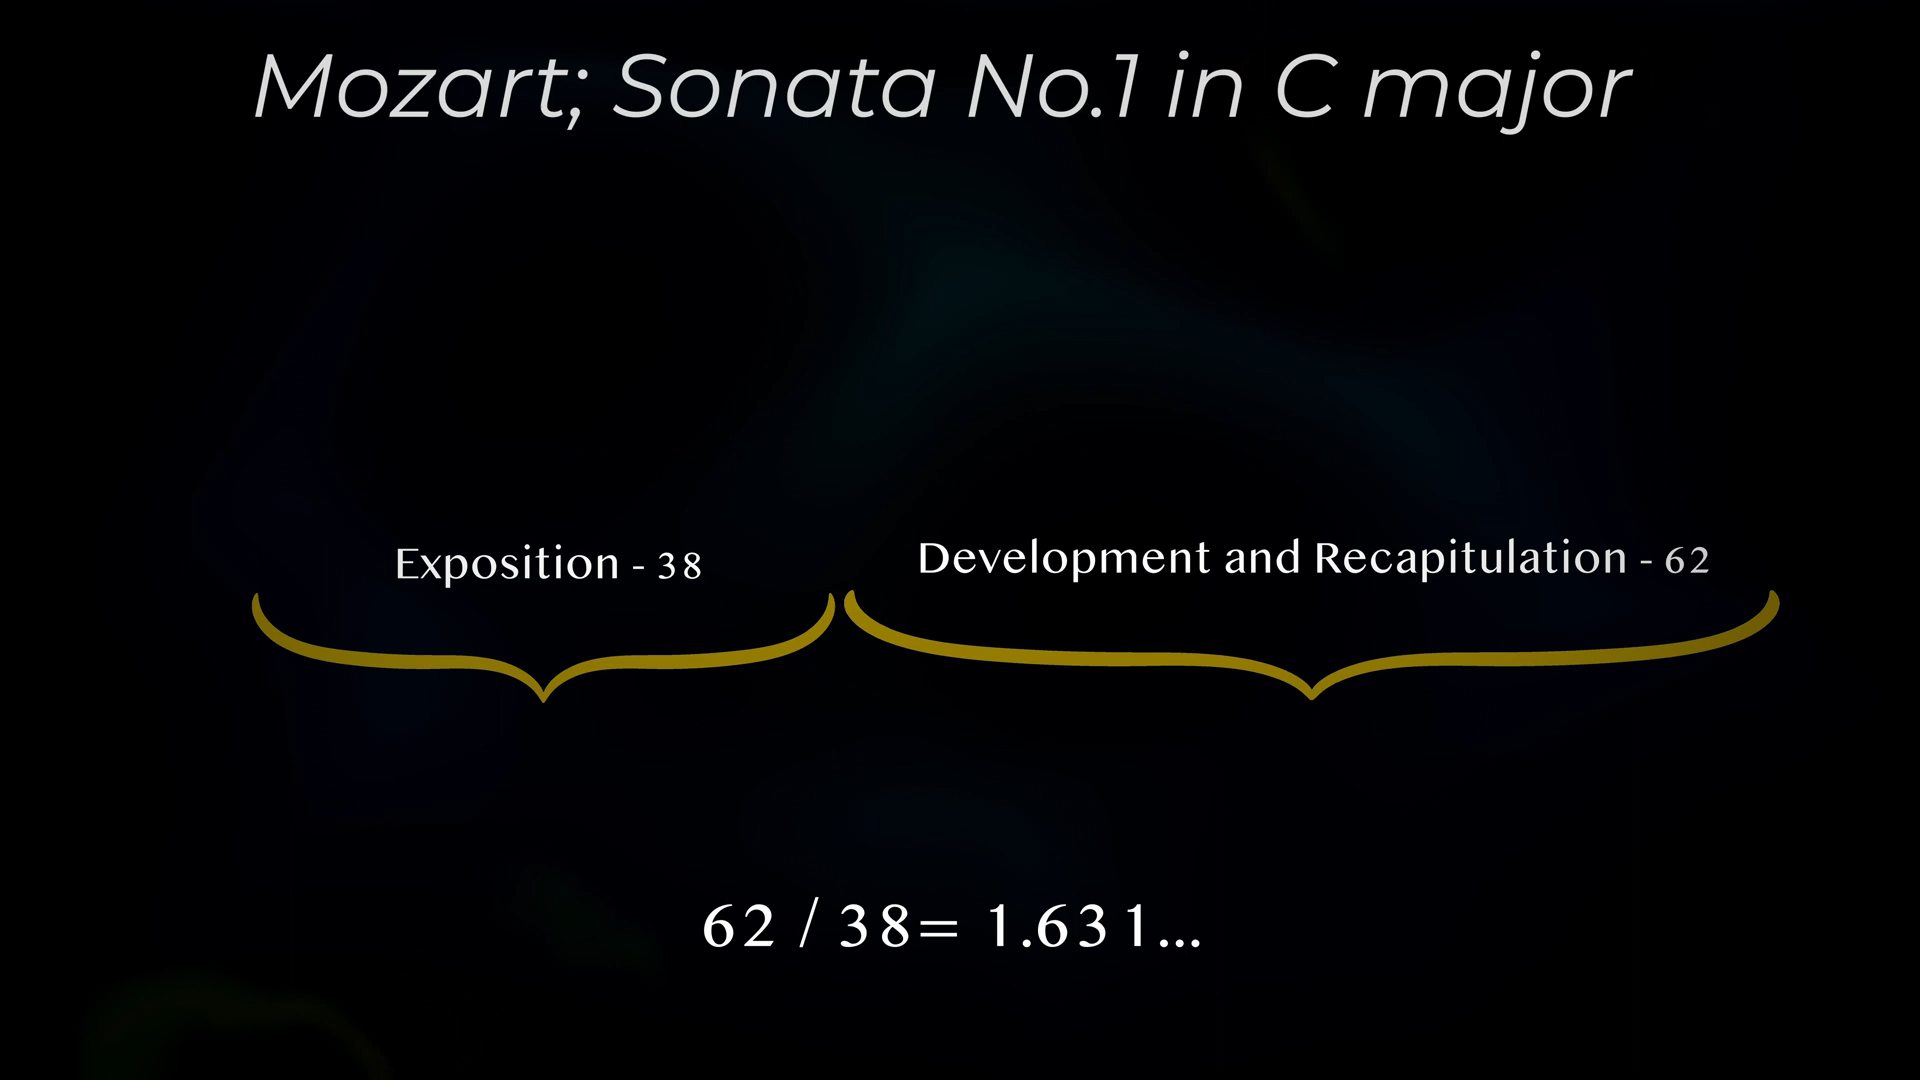 Mozart; Sonata No.1 in C major
Exposition - 38
Development and Recapitulation - 62
62 / 38= 1.631...